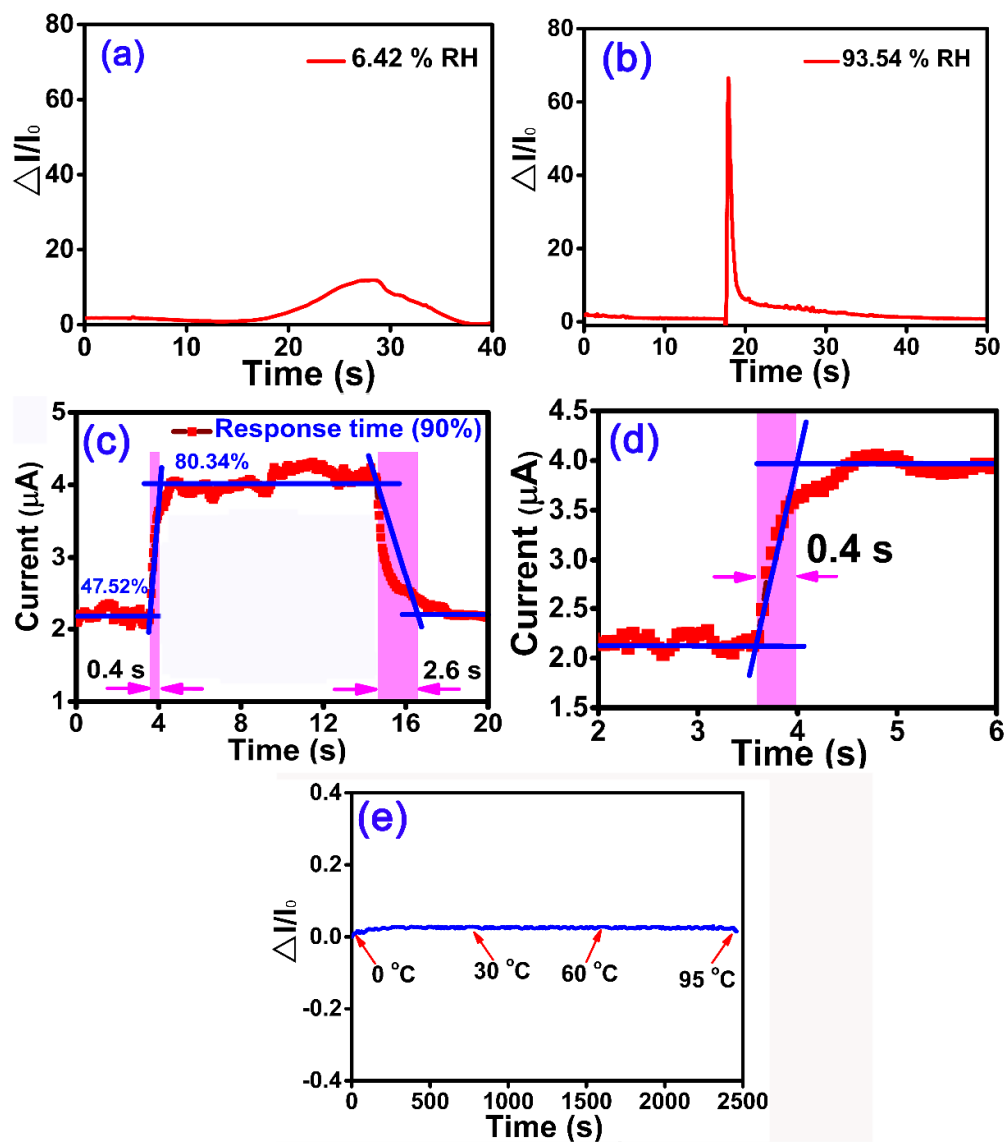 (a)
6.42 % RH
80
60
40
20
0
△I/I₀
0 10 20 30 40
Time (s)
(b)
93.54 % RH
80
60
40
20
0
△I/I₀
0 10 20 30 40 50
Time (s)
(c)
Response time (90%)
80.34%
47.52%
0.4 s
2.6 s
5
4
3
2
1
Current (μA)
0 4 8 12 16 20
Time (s)
(d)
0.4 s
4.5
4.0
3.5
3.0
2.5
2.0
1.5
Current (μA)
2 3 4 5 6
Time (s)
(e)
0.4
0.2
0.0
-0.2
-0.4
△I/I₀
0 °C
30 °C
60 °C
95 °C
0 500 1000 1500 2000 2500
Time (s)